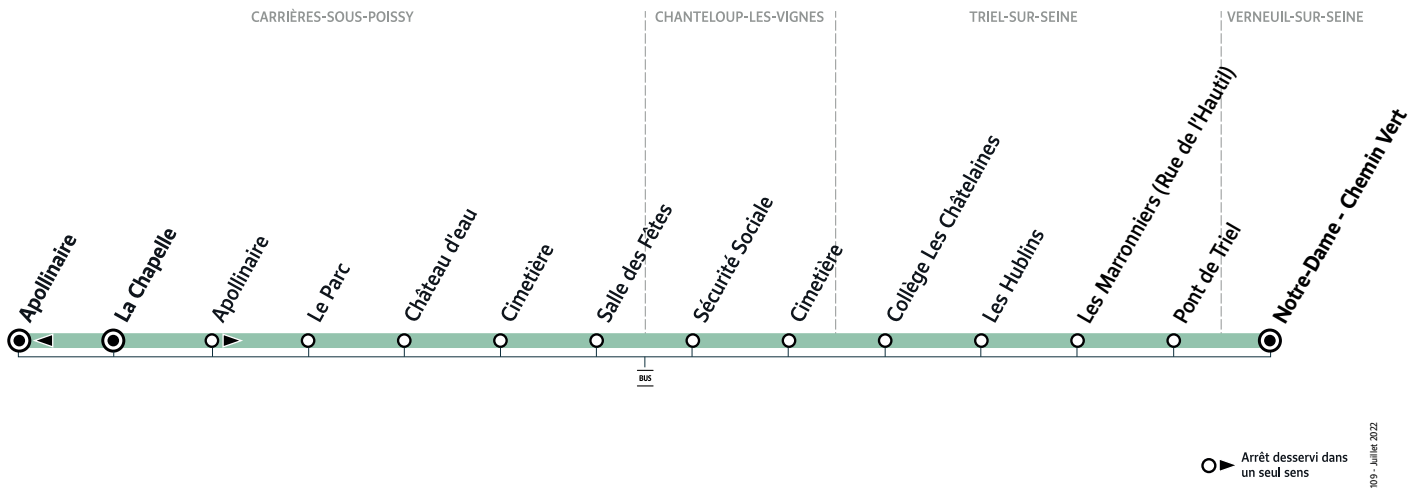 CARRIÈRES-SOUS-POISSY
CHANTELOUP-LES-VIGNES
TRIEL-SUR-SEINE
VERNEUIL-SUR-SEINE
Apollinaire
La Chapelle
Apollinaire
Le Parc
Château d'eau
Cimetière
Salle des Fêtes
Sécurité Sociale
Cimetière
Collège Les Châtelaines
Les Hublins
Les Marronniers (Rue de l'Hautil)
Pont de Triel
Notre-Dame - Chemin Vert
BUS
Arrêt desservi dans
un seul sens
109 - Juillet 2022